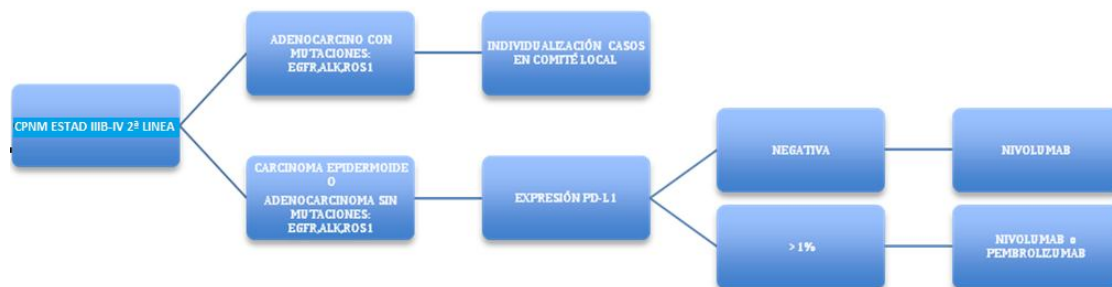 CPNM ESTAD IIIB-IV 2ª LINEA
ADENOCARCINO CON
MUTACIONES:
EGFR,ALK,ROS1
INDIVIDUALIZACIÓN CASOS
EN COMITÉ LOCAL
CARCINOMA EPIDERMOIDE
O
ADENOCARCINOMA SIN
MUTACIONES:
EGFR,ALK,ROS1
EXPRESIÓN PD-L1
NEGATIVA
NIVOLUMAB
> 1%
NIVOLUMAB o
PEMBROLIZUMAB